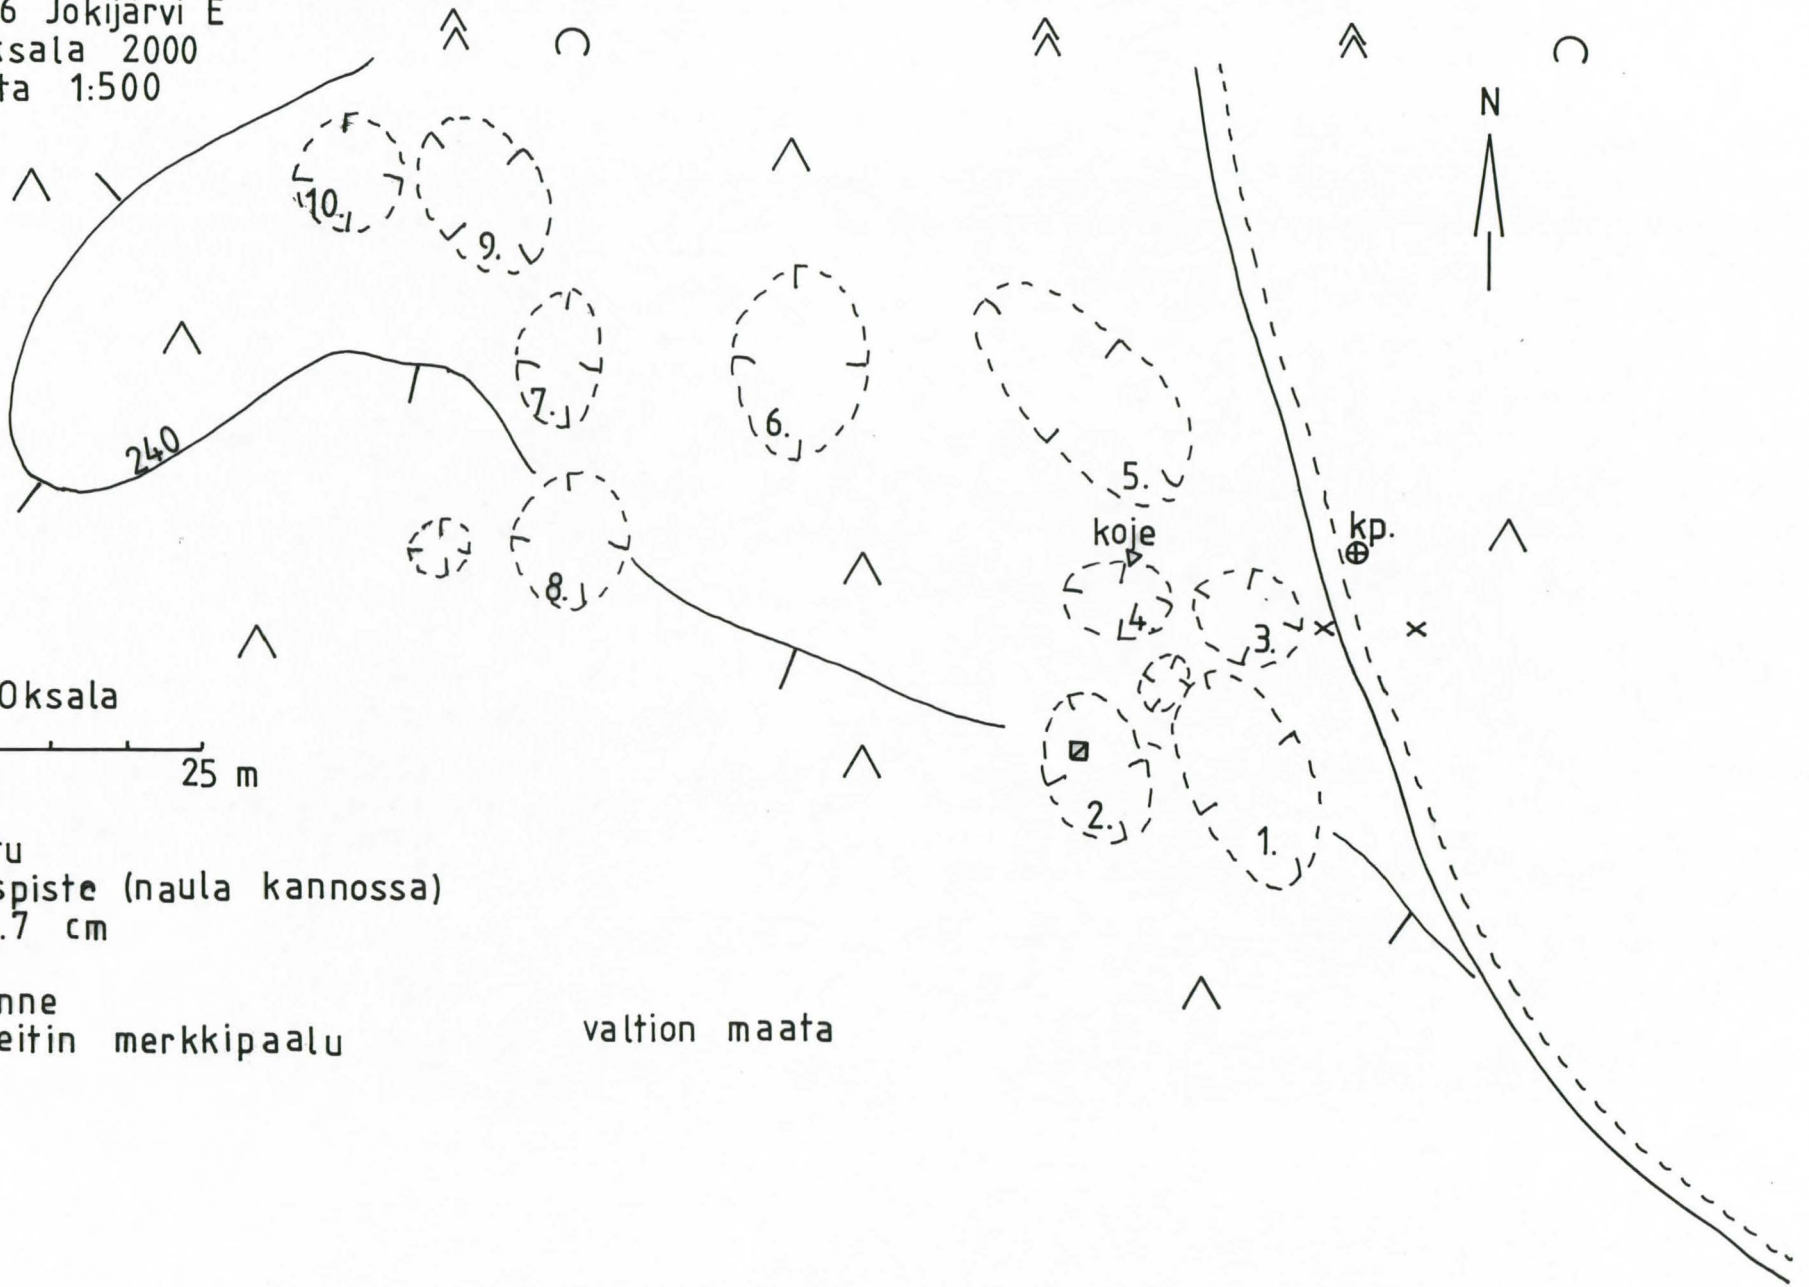 6 Jokijärvi E
sala 2000
ta 1:500
N
10.
9.
7.
6.
5.
240
koje
kp.
8.
4.
3.
Oksala
25 m
2.
1.
u
spiste (naula kannossa)
.7 cm
nne
eitin merkkipaalu
valtion maata